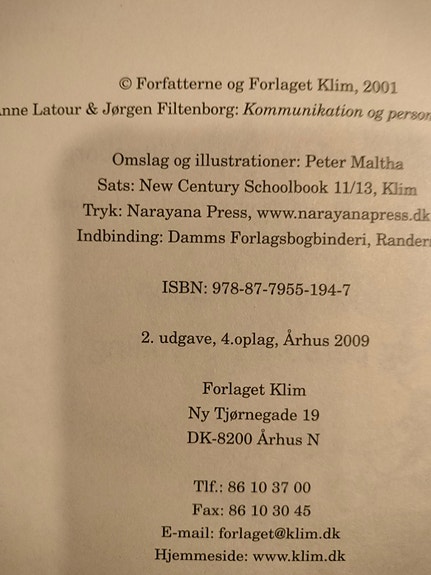 © Forfatterne og Forlaget Klim, 2001
Latour & Jørgen Filtenborg: Kommunikation og
Omslag og illustrationer: Peter Maltha
Sats: New Century Schoolbook 11/13, Klim
Tryk: Narayana Press, www.narayanapress.dk
Indbinding: Damms Forlagsbogbinderi,
ISBN: 978-87-7955-194-7
2. udgave, 4.oplag, Århus 2009
Forlaget Klim
Ny Tjørnegade 19
DK-8200 Århus N
Tlf.: 86 10 37 00
Fax: 86 10 30 45
E-mail: forlaget@klim.dk
Hjemmeside: www.klim.dk